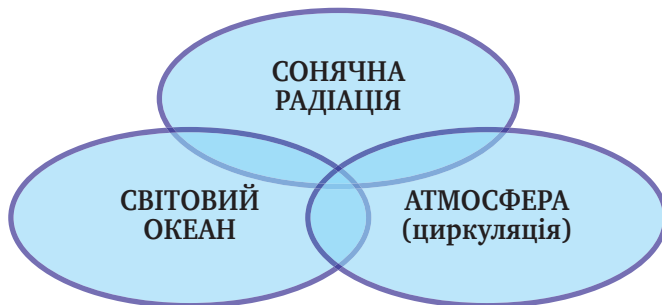 СОНЯЧНА
РАДІАЦІЯ
СВІТОВИЙ
ОКЕАН
АТМОСФЕРА
(циркуляція)